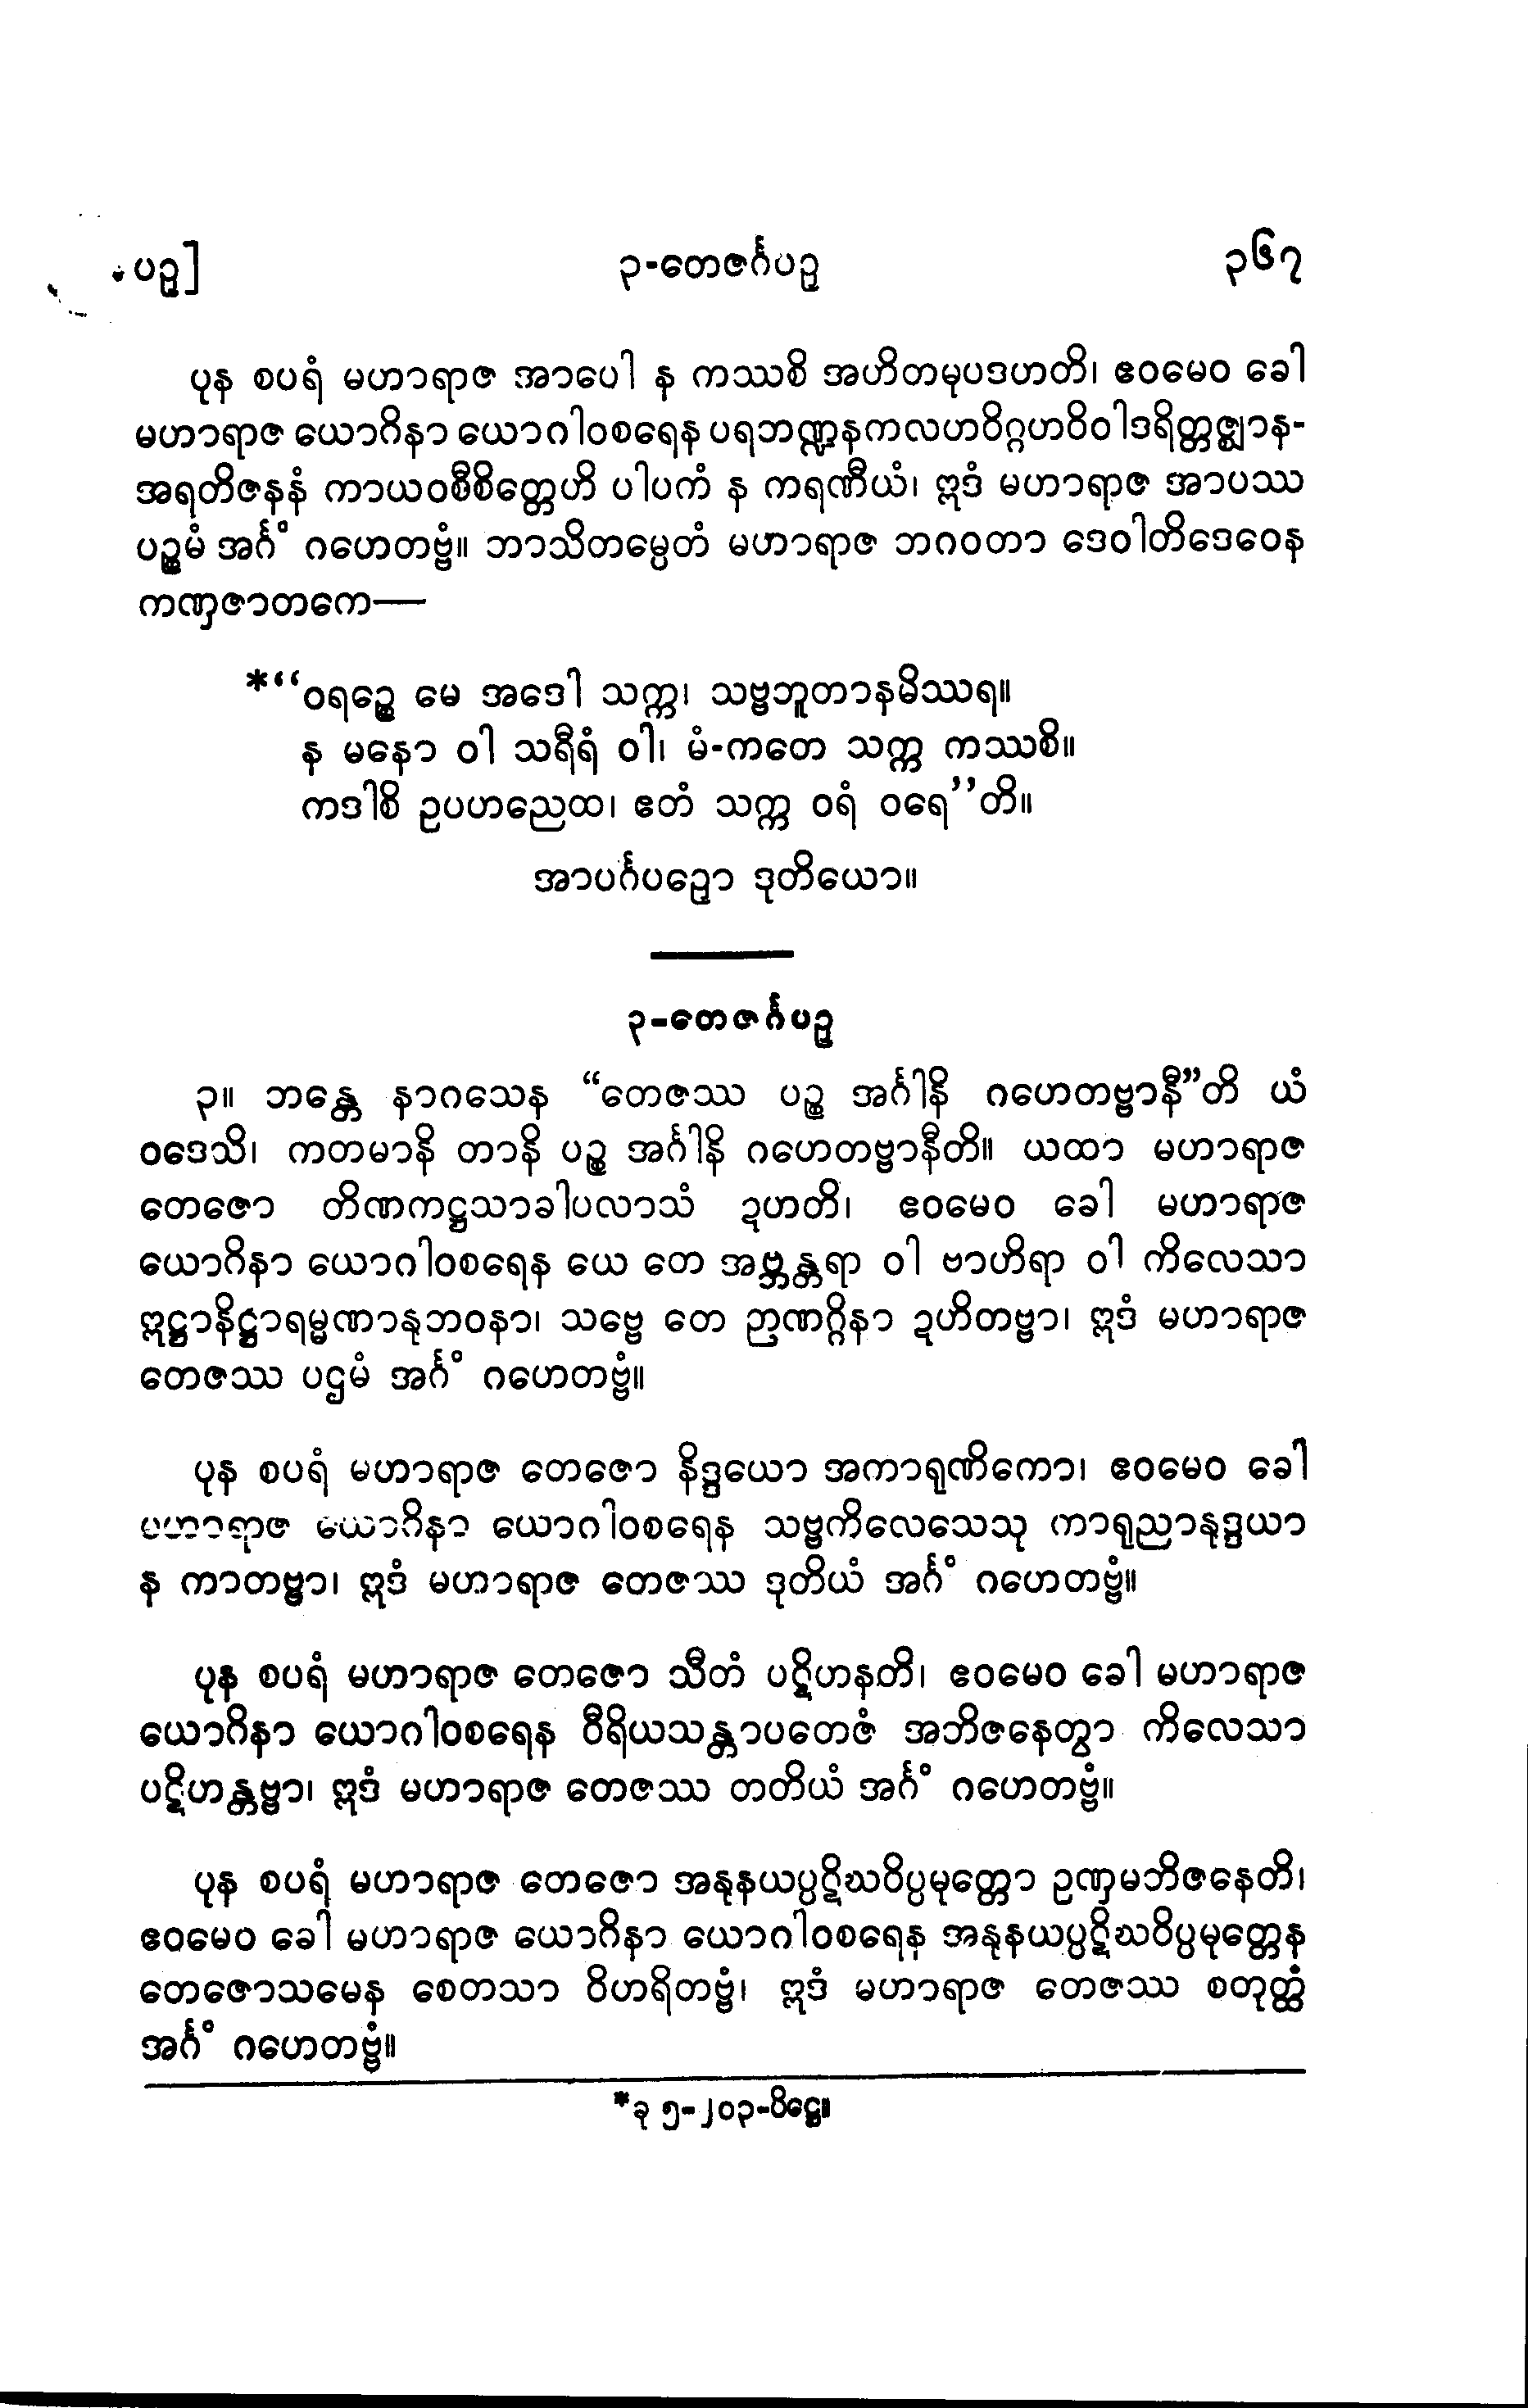 ပဥှ]	၃-တေဇင်္ဂပဥှ	၃၆၇
ပုန စပရံ မဟာရာဇ အာပေါ န ကဿစိ အဟိတမုပဒဟတိ၊ ဧဝမေဝ ခေါ
မဟာရာဇ ယောဂိနာ ယောဂါဝစရေန ပရဘဏ္ဍနကလဟဝိဂ္ဂဟဝိဝါဒရိတ္တဇ္ဈာန-
အရတိဇနနံ ကာယဝစီစိတ္တေဟိ ပါပကံ န ကရဏီယံ၊ ဣဒံ မဟာရာဇ အာပဿ
ပဉ္စမံ အင်္ဂံ ဂဟေတဗ္ဗံ။ ဘာသိတမ္ပေတံ မဟာရာဇ ဘဂဝတာ ဒေဝါတိဒေဝေန
ကဏှဇာတကေ—
*“ဝရဉ္စေ မေ အဒေါ သက္က၊ သဗ္ဗဘူတာနမိဿရ။
န မနော ဝါ သရီရံ ဝါ၊ မံ-ကတေ သက္က ကဿစိ။
ကဒါစိ ဥပဟညေထ၊ ဧတံ သက္က ဝရံ ဝရေ”တိ။
အာပင်္ဂပဥှော ဒုတိယော။
၃-တေဇင်္ဂပဥှ
၃။ ဘန္တေ နာဂသေန “တေဇဿ ပဉ္စ အင်္ဂါနိ ဂဟေတဗ္ဗာနီ”တိ ယံ
ဝဒေသိ၊ ကတမာနိ တာနိ ပဉ္စ အင်္ဂါနိ ဂဟေတဗ္ဗာနီတိ။ ယထာ မဟာရာဇ
တေဇော တိဏကဋ္ဌသာခါပလာသံ ဍဟတိ၊ ဧဝမေဝ ခေါ မဟာရာဇ
ယောဂိနာ ယောဂါဝစရေန ယေ တေ အဗ္ဘန္တရာ ဝါ ဗာဟိရာ ဝါ ကိလေသာ
ဣဋ္ဌာနိဋ္ဌာရမ္မဏာနုဘဝနာ၊ သဗ္ဗေ တေ ဉာဏဂ္ဂိနာ ဍဟိတဗ္ဗာ၊ ဣဒံ မဟာရာဇ
တေဇဿ ပဌမံ အင်္ဂံ ဂဟေတဗ္ဗံ။
ပုန စပရံ မဟာရာဇ တေဇော နိဒ္ဒယော အကာရုဏိကော၊ ဧဝမေဝ ခေါ
မဟာရာဇ ယောဂိနာ ယောဂါဝစရေန သဗ္ဗကိလေသေသု ကာရုညာနုဒ္ဒယာ
န ကာတဗ္ဗာ၊ ဣဒံ မဟာရာဇ တေဇဿ ဒုတိယံ အင်္ဂံ ဂဟေတဗ္ဗံ။
ပုန စပရံ မဟာရာဇ တေဇော သီတံ ပဋိဟနတိ၊ ဧဝမေဝ ခေါ မဟာရာဇ
ယောဂိနာ ယောဂါဝစရေန ဝီရိယသန္တာပတေဇံ အဘိဇနေတွာ ကိလေသာ
ပဋိဟန္တဗ္ဗာ၊ ဣဒံ မဟာရာဇ တေဇဿ တတိယံ အင်္ဂံ ဂဟေတဗ္ဗံ။
ပုန စပရံ မဟာရာဇ တေဇော အနုနယပ္ပဋိဃဝိပ္ပမုတ္တော ဥဏှမဘိဇနေတိ၊
ဧဝမေဝ ခေါ မဟာရာဇ ယောဂိနာ ယောဂါဝစရေန အနုနယပ္ပဋိဃဝိပ္ပမုတ္တေန
တေဇောသမေန စေတသာ ဝိဟရိတဗ္ဗံ၊ ဣဒံ မဟာရာဇ တေဇဿ စတုတ္ထံ
အင်္ဂံ ဂဟေတဗ္ဗံ။
*ခု ၅-၂၀၃-ပိဋ္ဌေ။